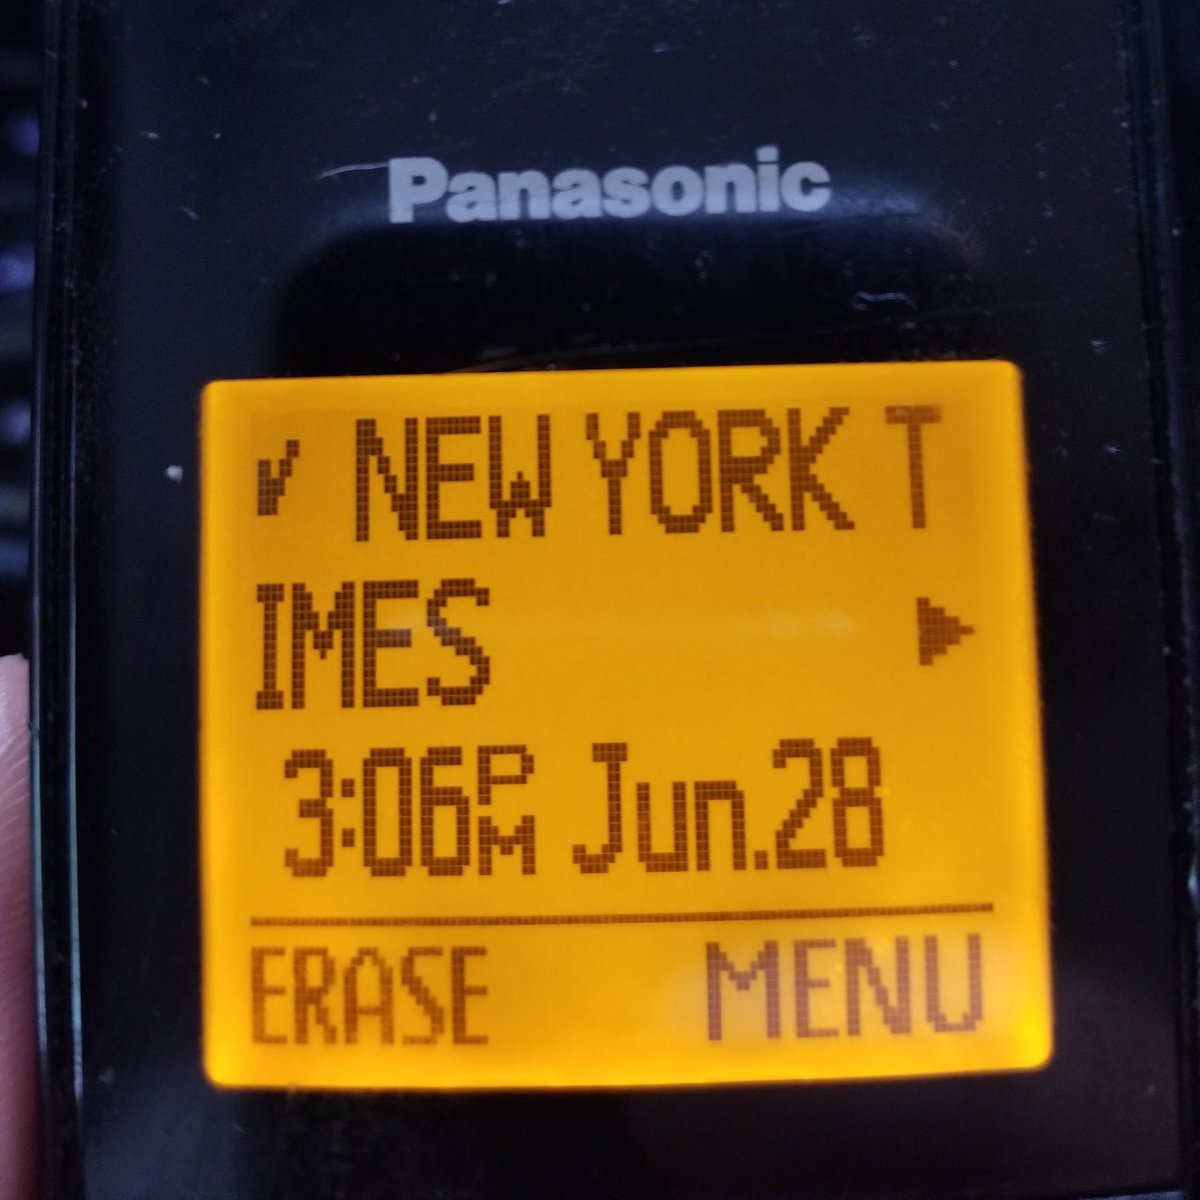 Panasonic
✓ NEW YORK T
IMES ▶
3:06PM Jun.28
ERASE MENU